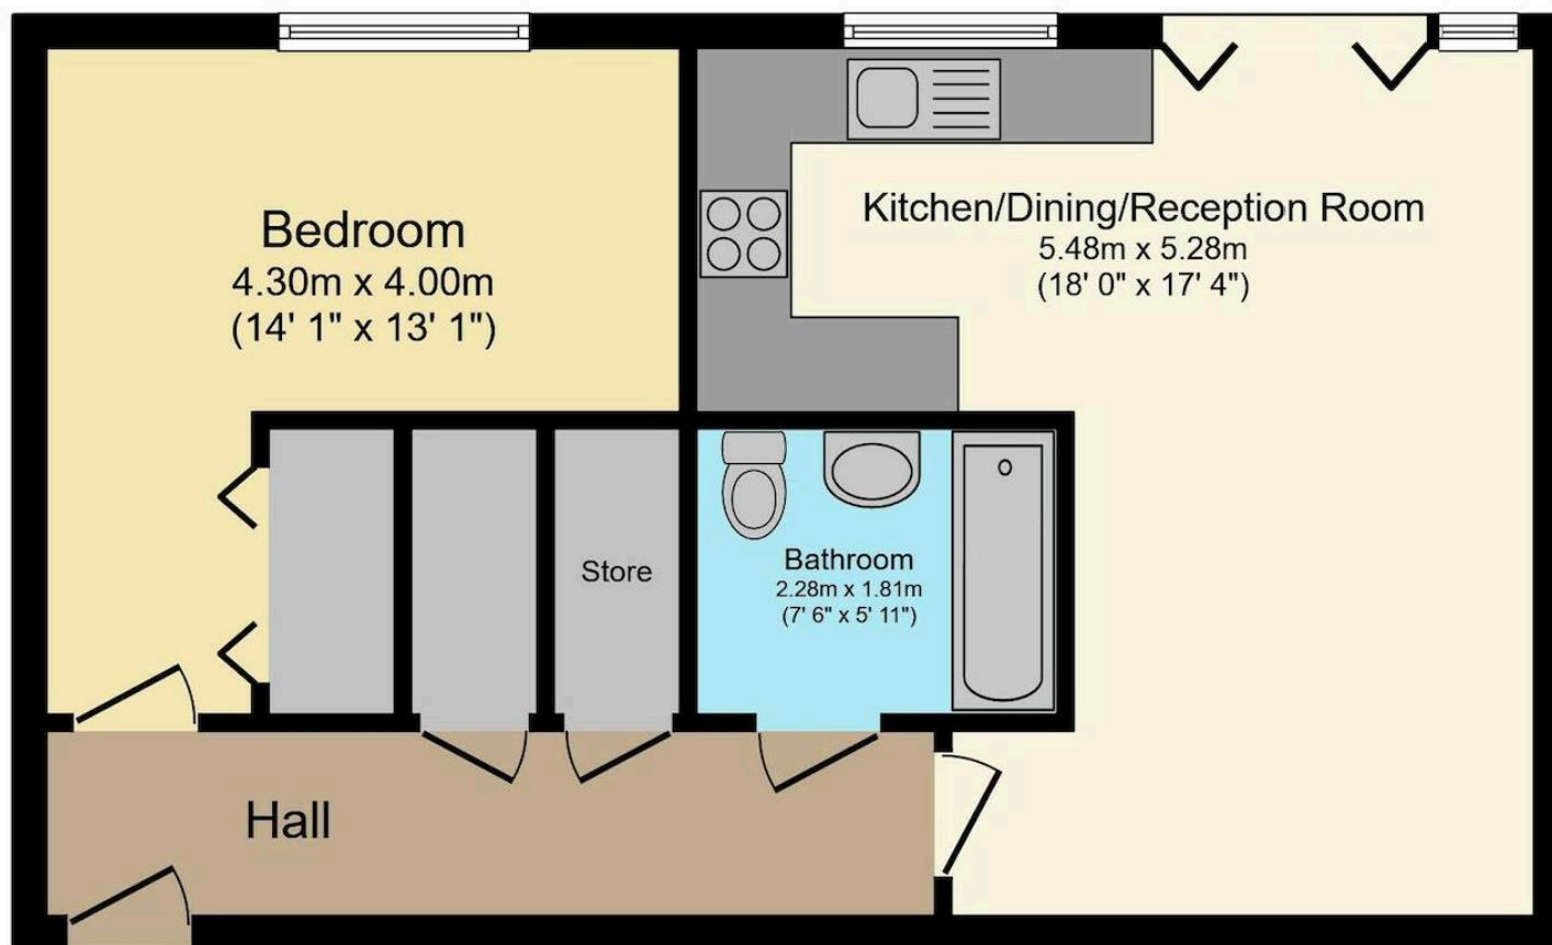 Bedroom
4.30m x 4.00m
(14' 1" x 13' 1")
Kitchen/Dining/Reception Room
5.48m x 5.28m
(18' 0" x 17' 4")
Store
Bathroom
2.28m x 1.81m
(7' 6" x 5' 11")
Hall